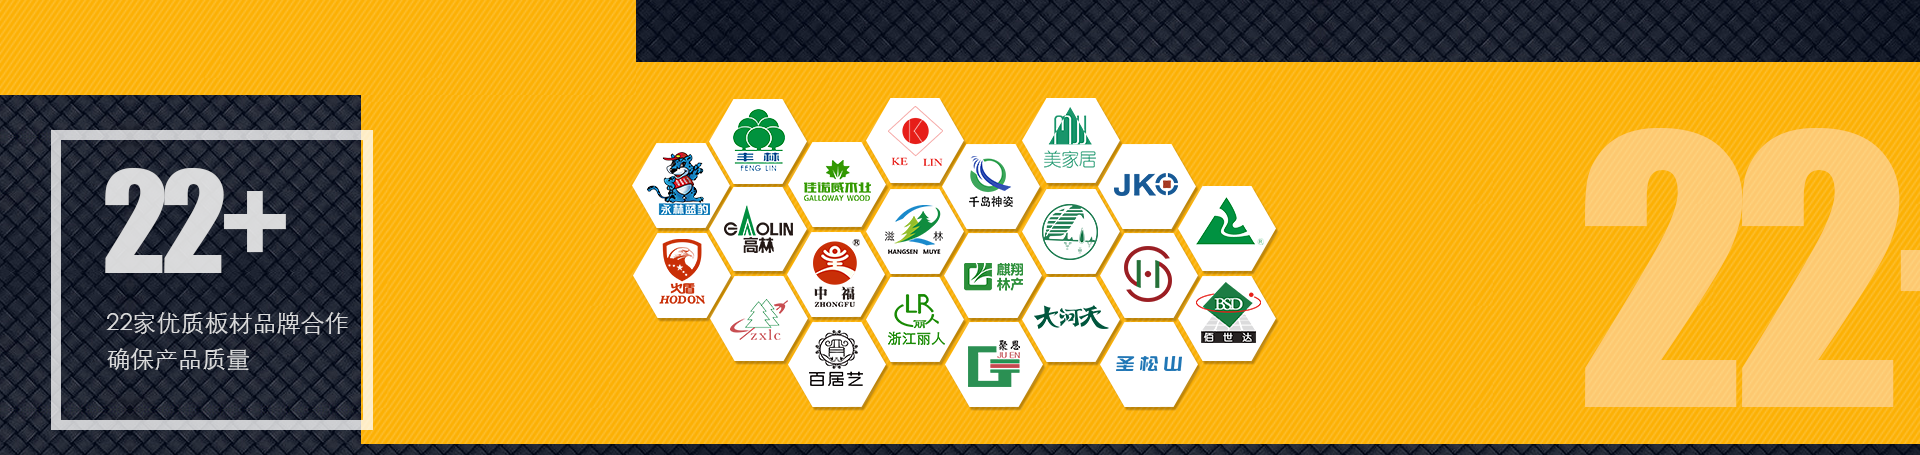 22+
22家优质板材品牌合作
确保产品质量
永林蓝豹
丰林
FENG LIN
佳诺威木业
GALLOWAY WOOD
KE LIN
千岛神姿
美家居
JKO
GAOLIN
高林
火盾
HODON
中福
®
ZHONGFU
滋林
HANGSEN MUYE
麒翔
林产
zxlc
百居艺
LR
丽人
浙江丽人
聚恩
JU EN
大河天
圣松山
BSD
佰世达
22+